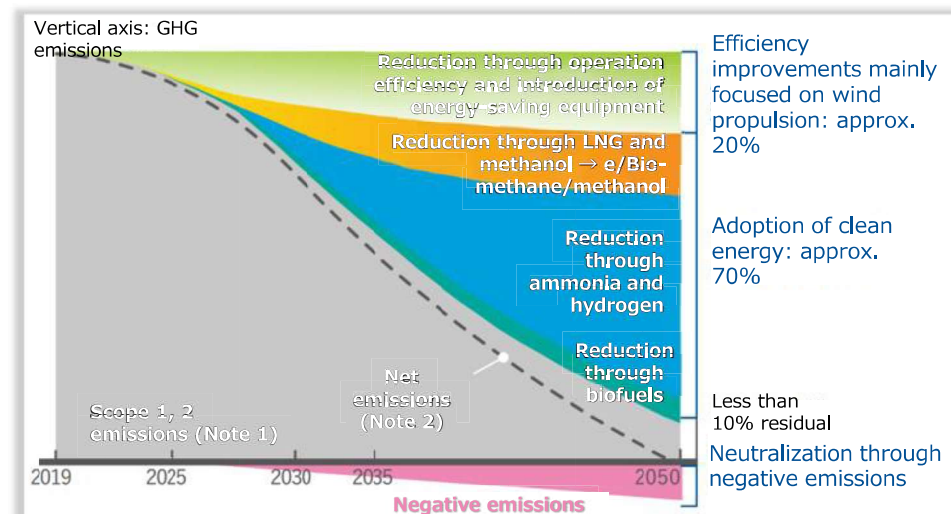 Vertical axis: GHG
emissions
Reduction through operation
efficiency and introduction of
energy-saving equipment
Reduction through LNG and
methanol → e/Bio-
methane/methanol
Reduction
through
ammonia and
hydrogen
Reduction
through
biofuels
Net
emissions
(Note 2)
Scope 1, 2
emissions (Note 1)
2019
2025
2030
2035
2050
Negative emissions
Efficiency
improvements mainly
focused on wind
propulsion: approx.
20%
Adoption of clean
energy: approx.
70%
Less than
10% residual
Neutralization through
negative emissions